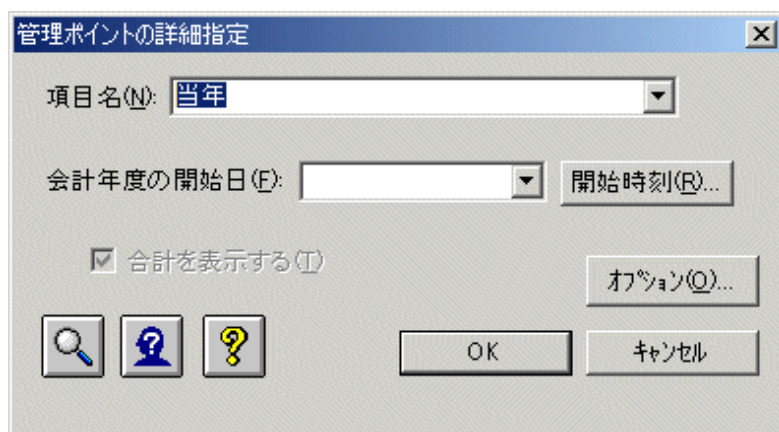 管理ポイントの詳細指定
項目名(N): 当年
会計年度の開始日(F):
開始時刻(R)...
合計を表示する(T)
ｵﾌﾟｼｮﾝ(O)...
OK
ｷｬﾝｾﾙ